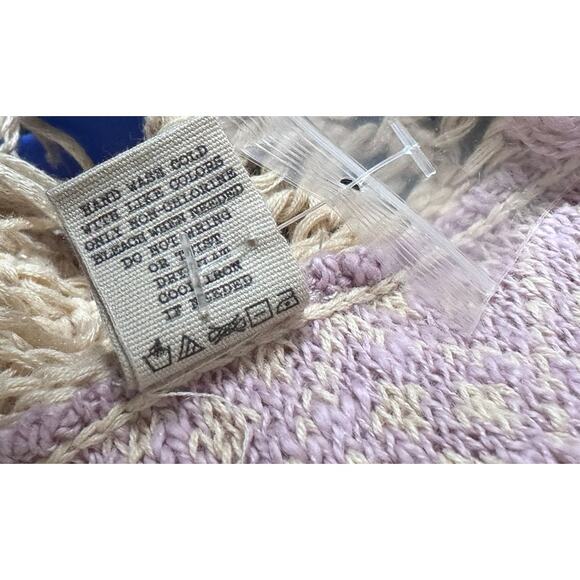 HAND WASH COLD
WITH LIKE COLORS
ONLY NON-CHLORINE
BLEACH WHEN NEEDED
DO NOT WRING
OR TWIST
DRY FLAT
COOL IRON
IF NEEDED